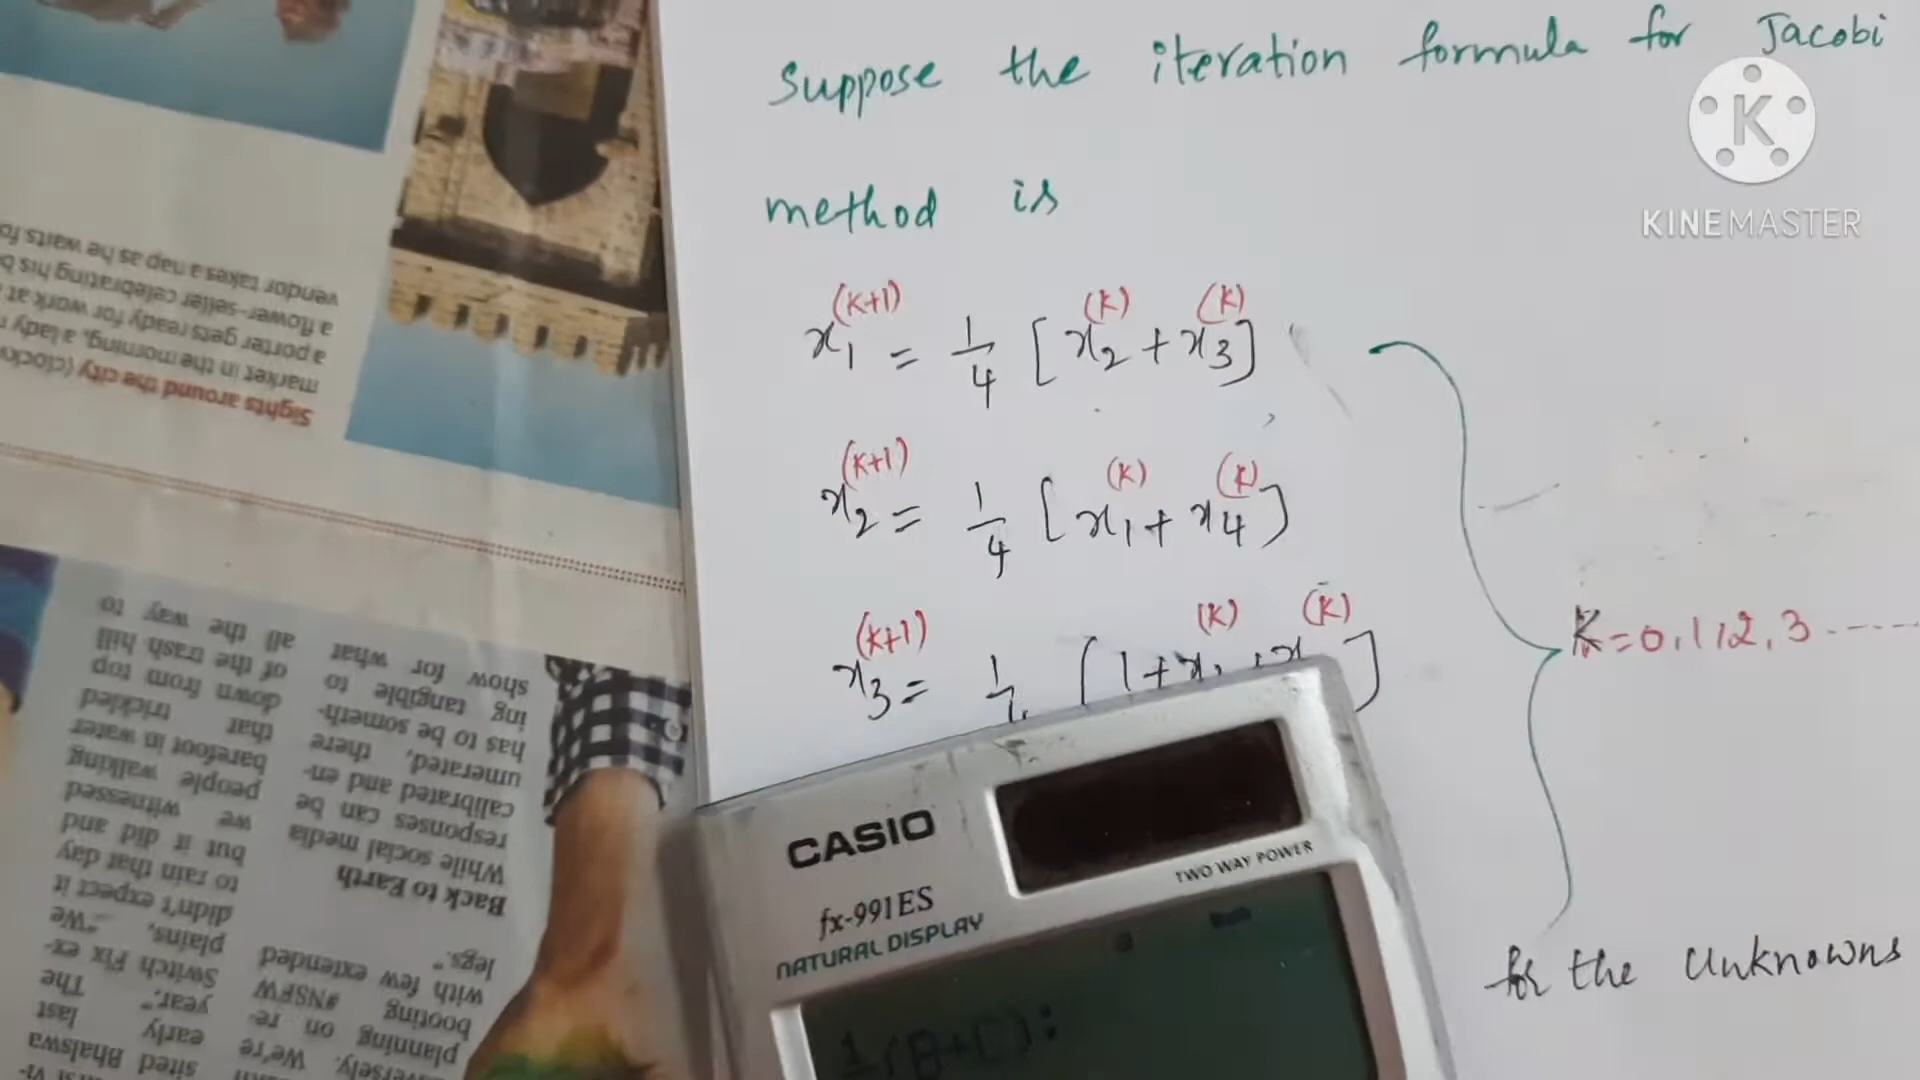 Suppose the iteration formula for Jacobi
method is
x₁^(K+1) = 1/4 [x₂^(K) + x₃^(K)]
x₂^(K+1) = 1/4 [x₁^(K) + x₄^(K)]
x₃^(K+1) = 1/ [1+x^(K) + x^(K)]
K=0,1,2,3-----
for the Unknowns
K
KINEMASTER
CASIO
fx-991ES
NATURAL DISPLAY
TWO WAY POWER
1(B+C):
Sights around the city
a porter gets ready for work at
a flower-seller celebrating his
vendor takes a nap as he waits
Back to Earth
While social media
responses can be
calibrated and en-
umerated, there
has to be someth-
ing tangible to
show for what
all the way to
of the trash hill
down from top
that trickled
barefoot in water
people walking
we witnessed
but it did and
to rain that day
didn't expect it
plains, "We
Switch Fix ex-
year," The
early last
sited Bhalswa
legs."
with few extended
#NSFW
booting
planning on re-
We're